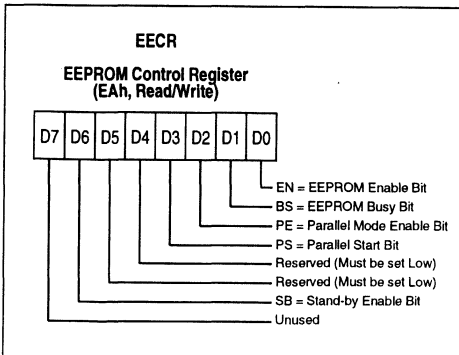 EECR
EEPROM Control Register
(EAh, Read/Write)
D7 D6 D5 D4 D3 D2 D1 D0
EN = EEPROM Enable Bit
BS = EEPROM Busy Bit
PE = Parallel Mode Enable Bit
PS = Parallel Start Bit
Reserved (Must be set Low)
Reserved (Must be set Low)
SB = Stand-by Enable Bit
Unused